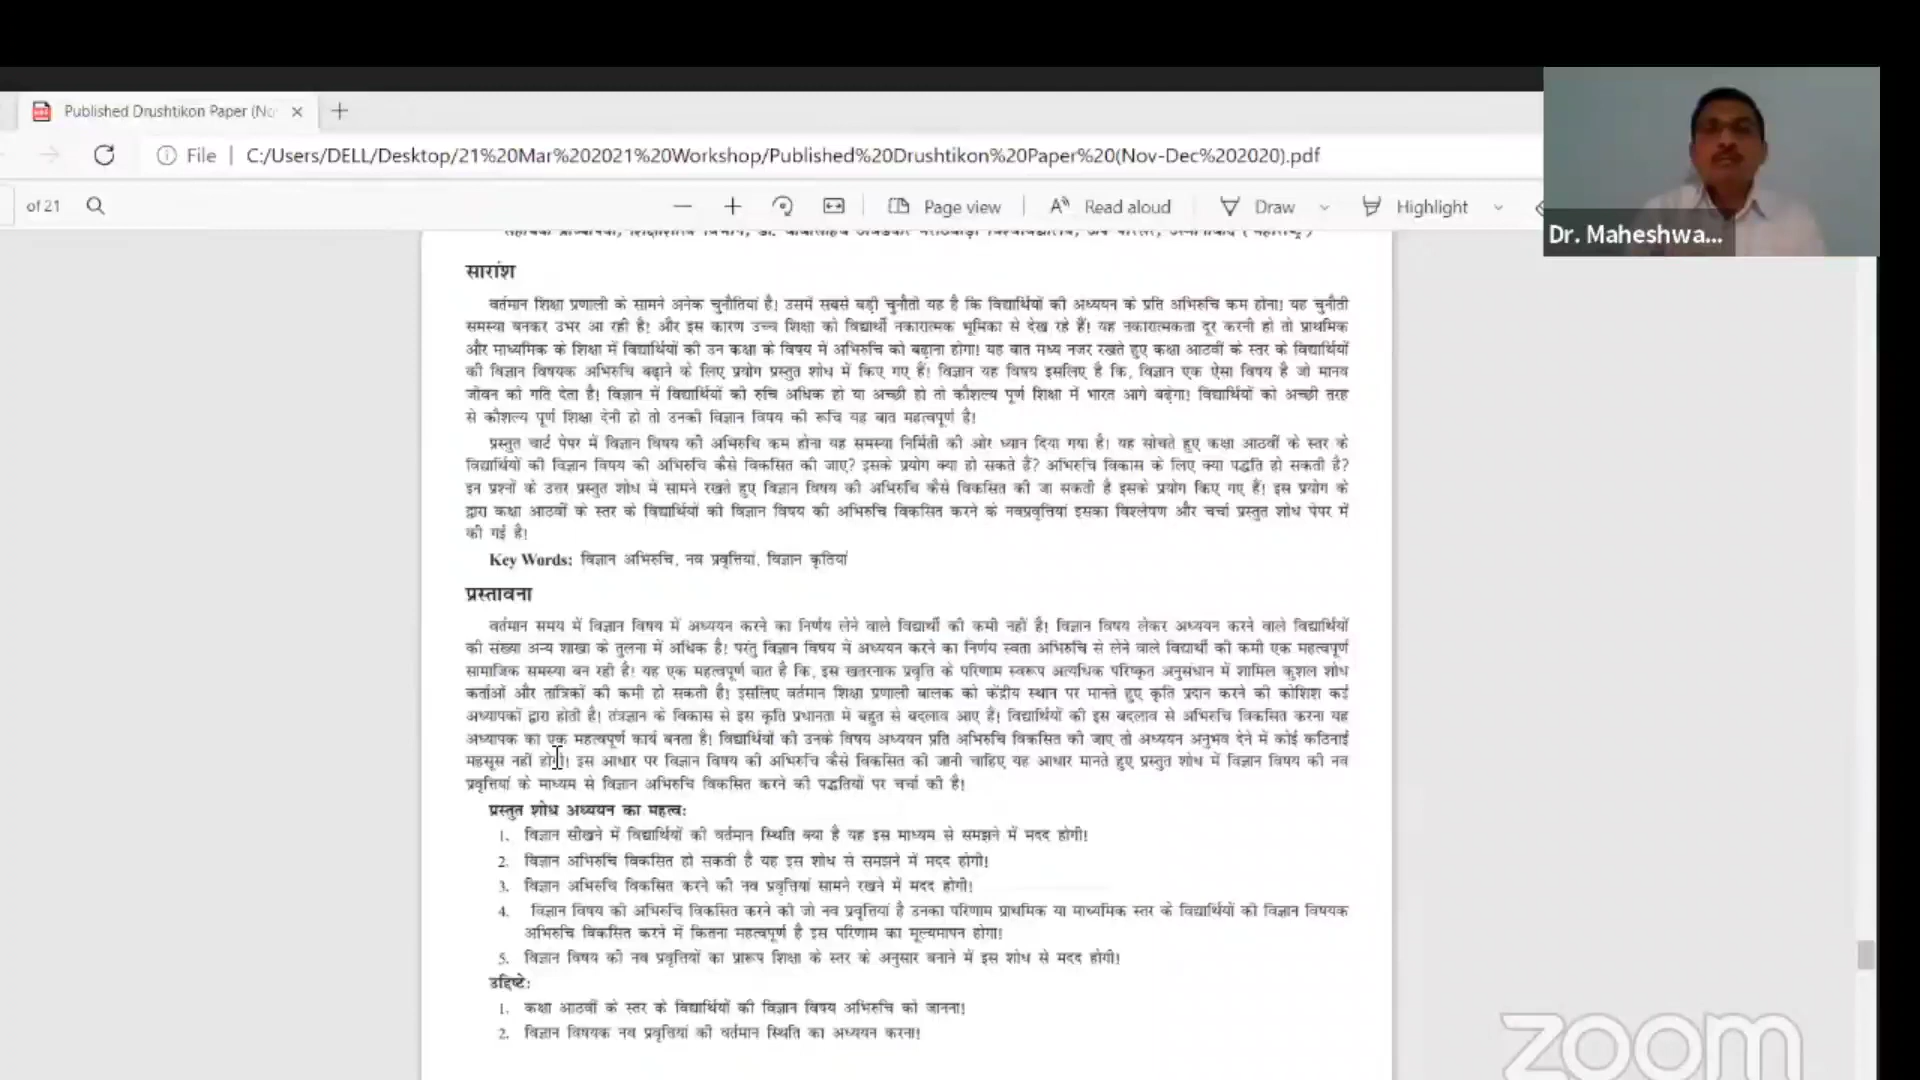 Published Drushtikon Paper (No
File
C:/Users/DELL/Desktop/21%20Mar%202021%20Workshop/Published%20Drushtikon%20Paper%20(Nov-Dec%202020).pdf
of 21
Page view
Read aloud
Draw
Highlight
Dr. Maheshwa...
सारांश
वर्तमान शिक्षा प्रणाली के सामने अनेक चुनौतियां है! उसमें सबसे बड़ी चुनौती यह है कि विद्यार्थियों की अध्ययन के प्रति अभिरुचि कम होना! यह चुनौती
समस्या बनकर उभर आ रही है! और इस कारण उच्च शिक्षा को विद्यार्थी नकारात्मक भूमिका से देख रहे हैं! यह नकारात्मकता दूर करनी हो तो प्राथमिक
और माध्यमिक के शिक्षा में विद्यार्थियों की उन कक्षा के विषय में अभिरुचि को बढ़ाना होगा! यह बात मध्य नजर रखते हुए कक्षा आठवीं के स्तर के विद्यार्थियों
की विज्ञान विषयक अभिरुचि बढ़ाने के लिए प्रयोग प्रस्तुत शोध में किए गए हैं! विज्ञान यह विषय इसलिए है कि, विज्ञान एक ऐसा विषय है जो मानव
जीवन को गति देता है! विज्ञान में विद्यार्थियों की रुचि अधिक हो या अच्छी हो तो कौशल्य पूर्ण शिक्षा में भारत आगे बढ़ेगा! विद्यार्थियों को अच्छी तरह
से कौशल्य पूर्ण शिक्षा देनी हो तो उनकी विज्ञान विषय की रूचि यह बात महत्वपूर्ण है!
प्रस्तुत चार्ट पेपर में विज्ञान विषय की अभिरुचि कम होना यह समस्या निर्मिती की ओर ध्यान दिया गया है! यह सोचते हुए कक्षा आठवीं के स्तर के
विद्यार्थियों की विज्ञान विषय की अभिरुचि कैसे विकसित की जाए? इसके प्रयोग क्या हो सकते हैं? अभिरुचि विकास के लिए क्या पद्धति हो सकती है?
इन प्रश्नों के उत्तर प्रस्तुत शोध में सामने रखते हुए विज्ञान विषय की अभिरुचि कैसे विकसित की जा सकती है इसके प्रयोग किए गए हैं! इस प्रयोग के
द्वारा कक्षा आठवीं के स्तर के विद्यार्थियों की विज्ञान विषय की अभिरुचि विकसित करने के नवप्रवृत्तियां इसका विश्लेषण और चर्चा प्रस्तुत शोध पेपर में
की गई है!
Key Words: विज्ञान अभिरुचि, नव प्रवृत्तियां, विज्ञान कृतियां
प्रस्तावना
वर्तमान समय में विज्ञान विषय में अध्ययन करने का निर्णय लेने वाले विद्यार्थी की कमी नहीं है! विज्ञान विषय लेकर अध्ययन करने वाले विद्यार्थियों
की संख्या अन्य शाखा के तुलना में अधिक है! परंतु विज्ञान विषय में अध्ययन करने का निर्णय स्वता अभिरुचि से लेने वाले विद्यार्थी की कमी एक महत्वपूर्ण
सामाजिक समस्या बन रही है! यह एक महत्वपूर्ण बात है कि, इस खतरनाक प्रवृत्ति के परिणाम स्वरूप अत्यधिक परिष्कृत अनुसंधान में शामिल कुशल शोध
कर्ताओं और तांत्रिकों की कमी हो सकती है! इसलिए वर्तमान शिक्षा प्रणाली बालक को केंद्रीय स्थान पर मानते हुए कृति प्रदान करने की कोशिश कई
अध्यापकों द्वारा होती है! तंत्रज्ञान के विकास से इस कृति प्रधानता में बहुत से बदलाव आए हैं! विद्यार्थियों की इस बदलाव से अभिरुचि विकसित करना यह
अध्यापक का एक महत्वपूर्ण कार्य बनता है! विद्यार्थियों की उनके विषय अध्ययन प्रति अभिरुचि विकसित की जाए तो अध्ययन अनुभव देने में कोई कठिनाई
महसूस नहीं होगी! इस आधार पर विज्ञान विषय की अभिरुचि कैसे विकसित की जानी चाहिए यह आधार मानते हुए प्रस्तुत शोध में विज्ञान विषय की नव
प्रवृत्तियां के माध्यम से विज्ञान अभिरुचि विकसित करने की पद्धतियों पर चर्चा की है!
प्रस्तुत शोध अध्ययन का महत्व:
1. विज्ञान सीखने में विद्यार्थियों की वर्तमान स्थिति क्या है यह इस माध्यम से समझने में मदद होगी!
2. विज्ञान अभिरुचि विकसित हो सकती है यह इस शोध से समझने में मदद होगी!
3. विज्ञान अभिरुचि विकसित करने की नव प्रवृत्तियां सामने रखने में मदद होगी!
4. विज्ञान विषय की अभिरुचि विकसित करने की जो नव प्रवृत्तियां है उनका परिणाम प्राथमिक या माध्यमिक स्तर के विद्यार्थियों की विज्ञान विषयक
अभिरुचि विकसित करने में कितना महत्वपूर्ण है इस परिणाम का मूल्यमापन होगा!
5. विज्ञान विषय की नव प्रवृत्तियों का प्रारूप शिक्षा के स्तर के अनुसार बनाने में इस शोध से मदद होगी!
उद्दिष्टे:
1. कक्षा आठवीं के स्तर के विद्यार्थियों की विज्ञान विषय अभिरुचि को जानना!
2. विज्ञान विषयक नव प्रवृत्तियां की वर्तमान स्थिति का अध्ययन करना!
zoom